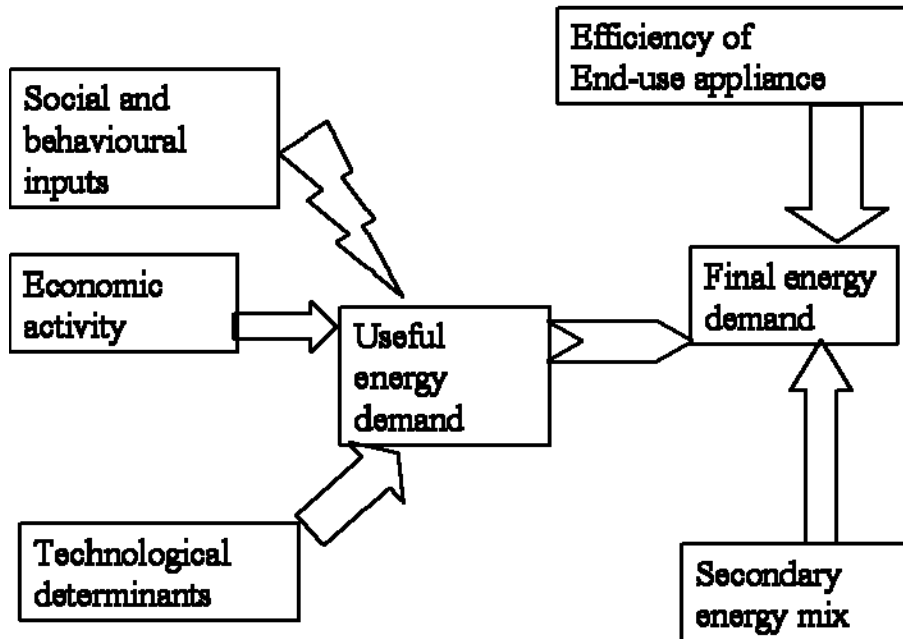 Efficiency of
End-use appliance
Social and
behavioural
inputs
Economic
activity
Useful
energy
demand
Final energy
demand
Technological
determinants
Secondary
energy mix